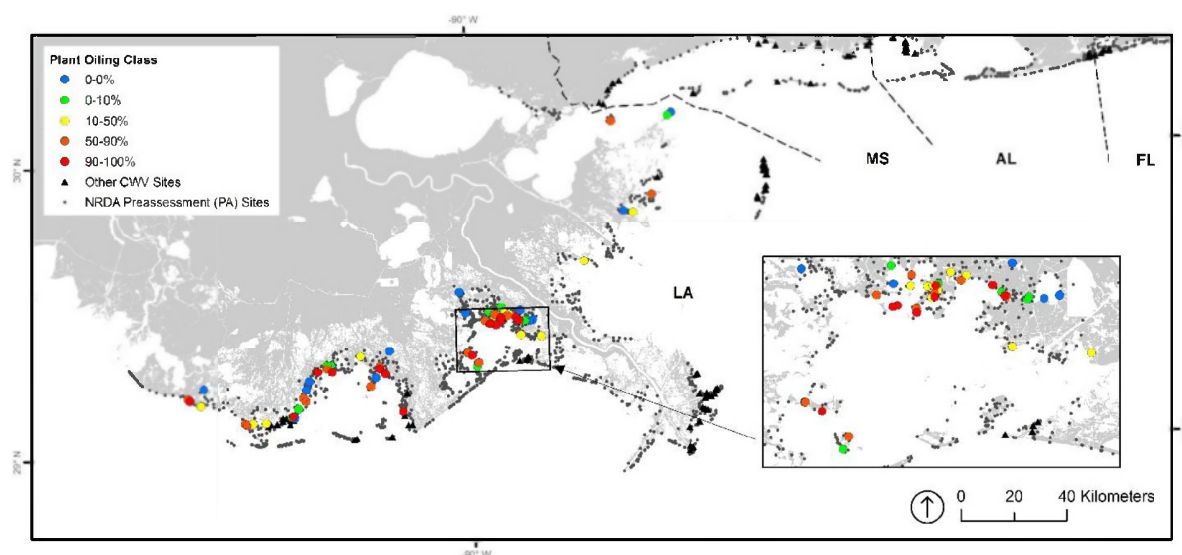 -90° W
Plant Oiling Class
0-0%
0-10%
10-50%
50-90%
90-100%
Other CWV Sites
NRDA Preassessment (PA) Sites
30° N
MS
AL
FL
LA
29° N
0 20 40 Kilometers
-90° W